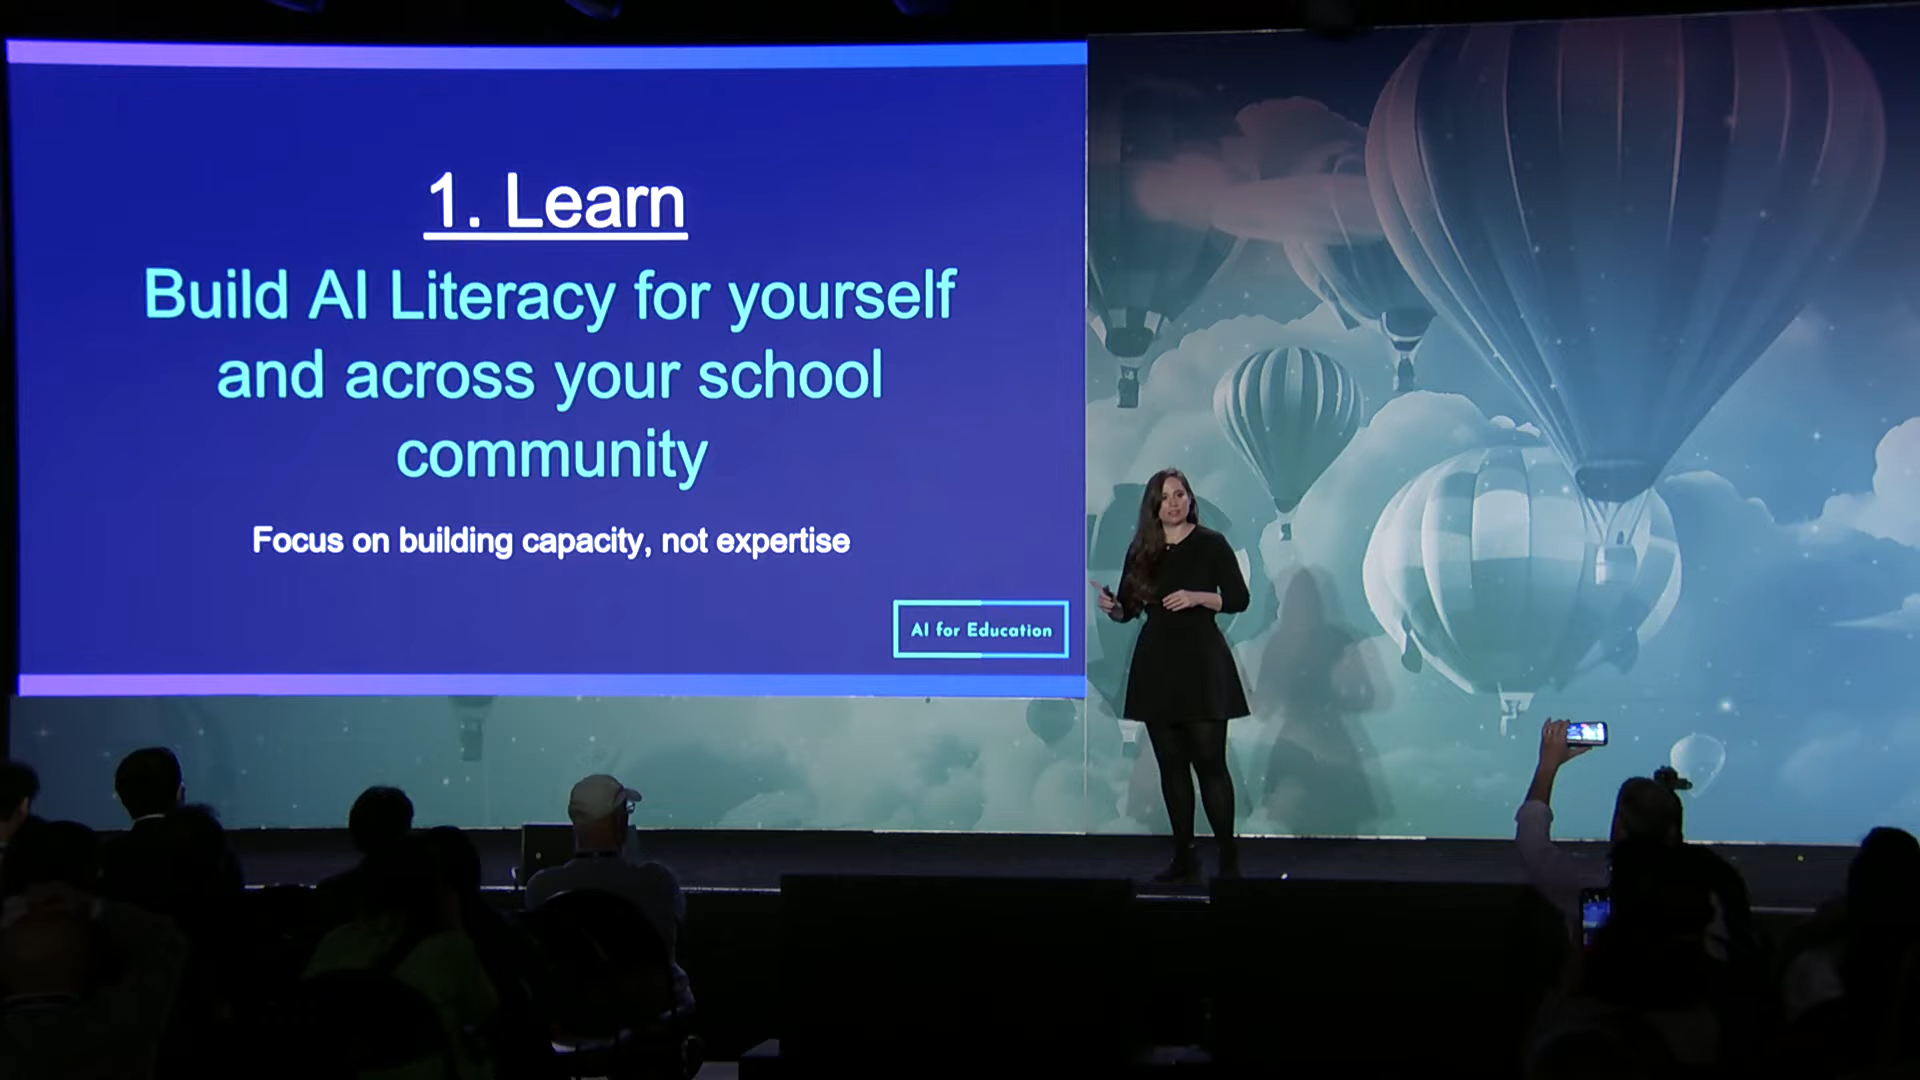 1. Learn
Build AI Literacy for yourself
and across your school
community
Focus on building capacity, not expertise
AI for Education